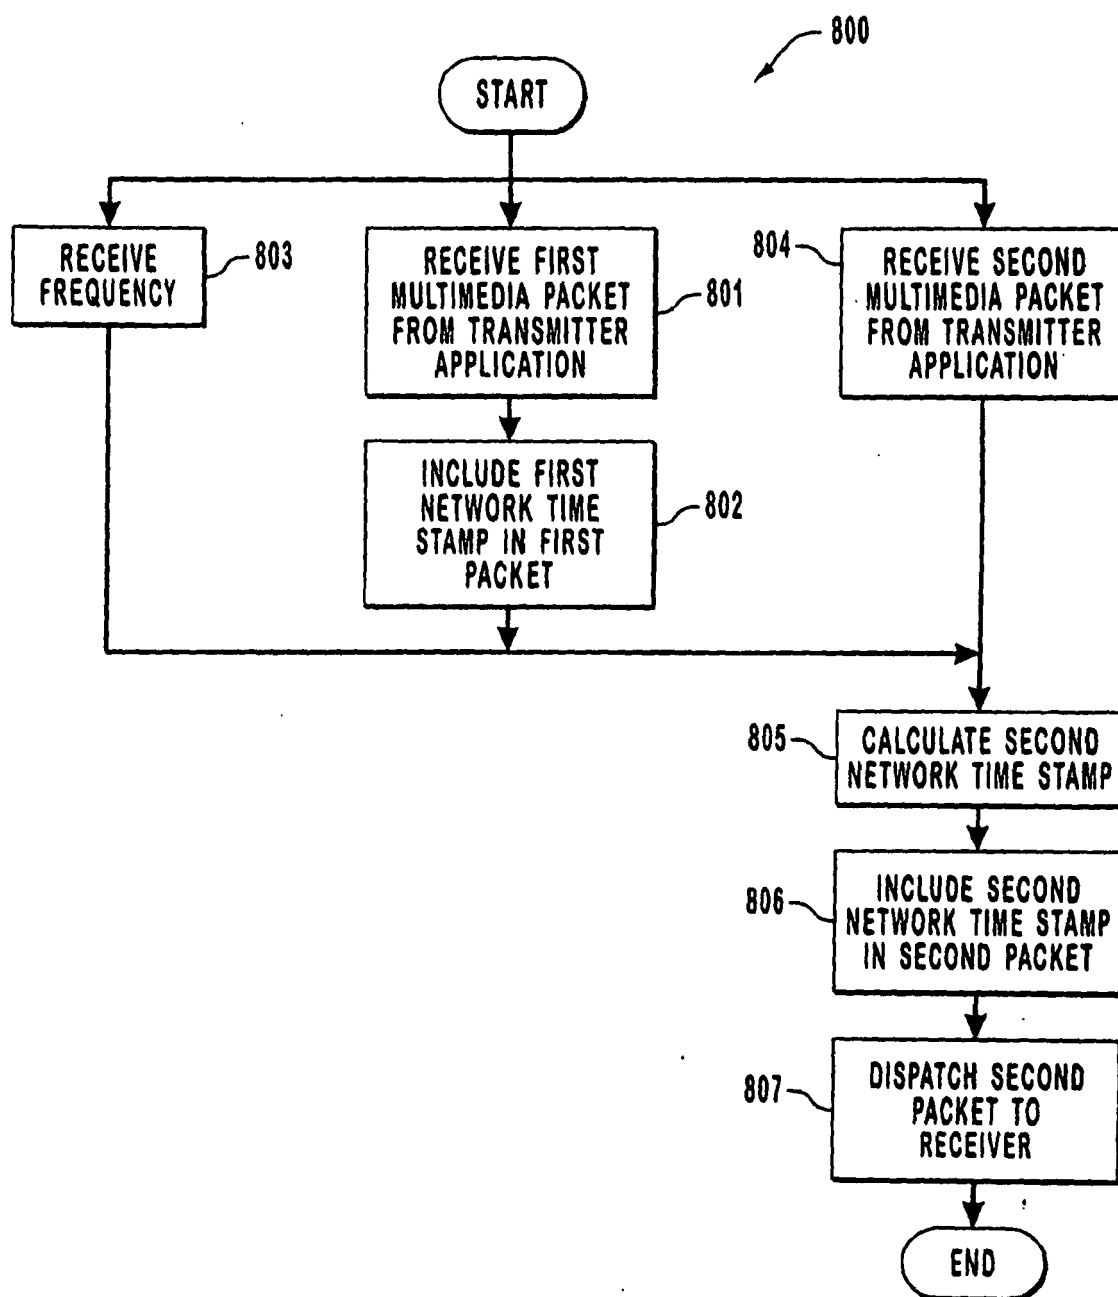 800
START
RECEIVE
FREQUENCY
803
RECEIVE FIRST
MULTIMEDIA PACKET
FROM TRANSMITTER
APPLICATION
801
804
RECEIVE SECOND
MULTIMEDIA PACKET
FROM TRANSMITTER
APPLICATION
INCLUDE FIRST
NETWORK TIME
STAMP IN FIRST
PACKET
802
805
CALCULATE SECOND
NETWORK TIME STAMP
806
INCLUDE SECOND
NETWORK TIME STAMP
IN SECOND PACKET
807
DISPATCH SECOND
PACKET TO
RECEIVER
END